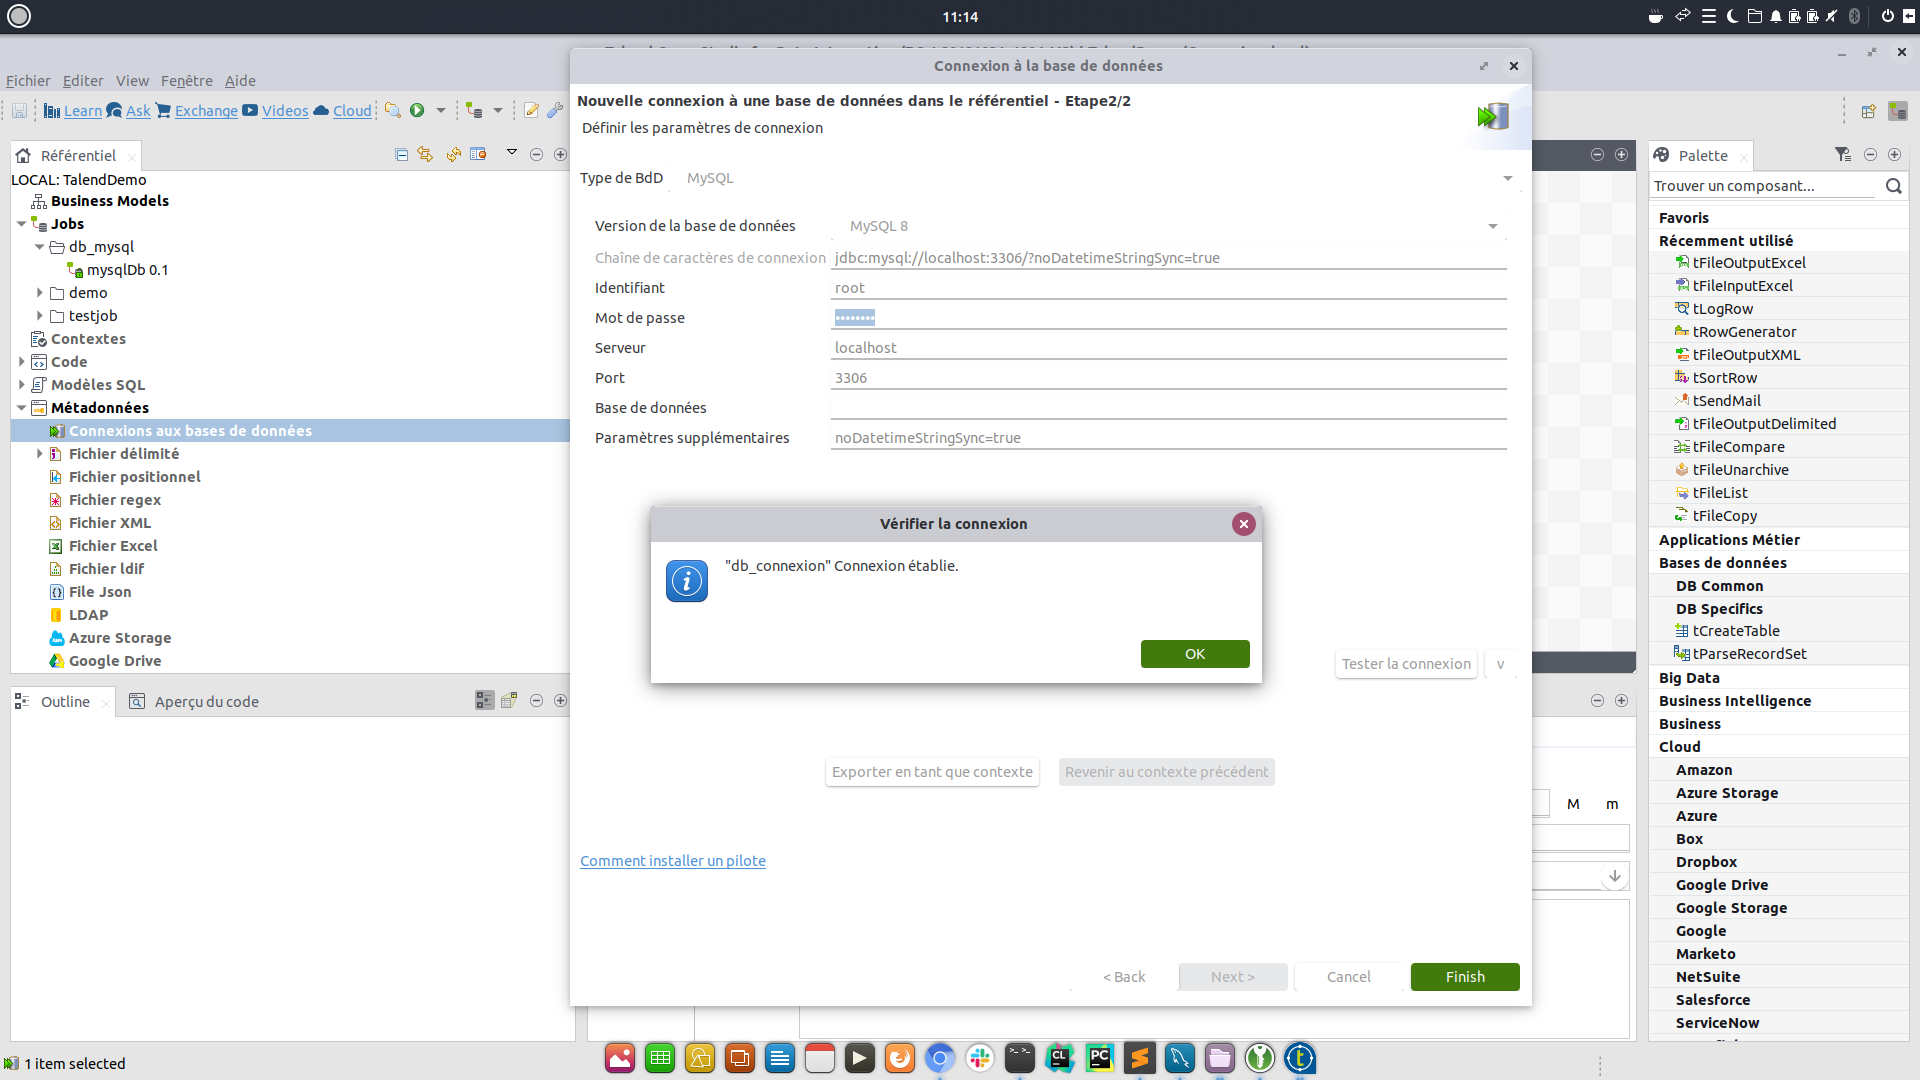 11:14
Fichier Editer View Fenêtre Aide
Learn Ask Exchange Videos Cloud
Référentiel
LOCAL: TalendDemo
Business Models
Jobs
db_mysql
mysqlDb 0.1
demo
testjob
Contextes
Code
Modèles SQL
Métadonnées
Connexions aux bases de données
Fichier délimité
Fichier positionnel
Fichier regex
Fichier XML
Fichier Excel
Fichier ldif
File Json
LDAP
Azure Storage
Google Drive
Outline
Aperçu du code
1 item selected
Connexion à la base de données
Nouvelle connexion à une base de données dans le référentiel - Etape2/2
Définir les paramètres de connexion
Type de BdD MySQL
Version de la base de données MySQL 8
Chaîne de caractères de connexion jdbc:mysql://localhost:3306/?noDatetimeStringSync=true
Identifiant root
Mot de passe ••••••••
Serveur localhost
Port 3306
Base de données
Paramètres supplémentaires noDatetimeStringSync=true
Vérifier la connexion
"db_connexion" Connexion établie.
OK
Tester la connexion v
Exporter en tant que contexte Revenir au contexte précédent
Comment installer un pilote
< Back Next > Cancel Finish
M m
Palette
Trouver un composant...
Favoris
Récemment utilisé
tFileOutputExcel
tFileInputExcel
tLogRow
tRowGenerator
tFileOutputXML
tSortRow
tSendMail
tFileOutputDelimited
tFileCompare
tFileUnarchive
tFileList
tFileCopy
Applications Métier
Bases de données
DB Common
DB Specifics
tCreateTable
tParseRecordSet
Big Data
Business Intelligence
Business
Cloud
Amazon
Azure Storage
Azure
Box
Dropbox
Google Drive
Google Storage
Google
Marketo
NetSuite
Salesforce
ServiceNow